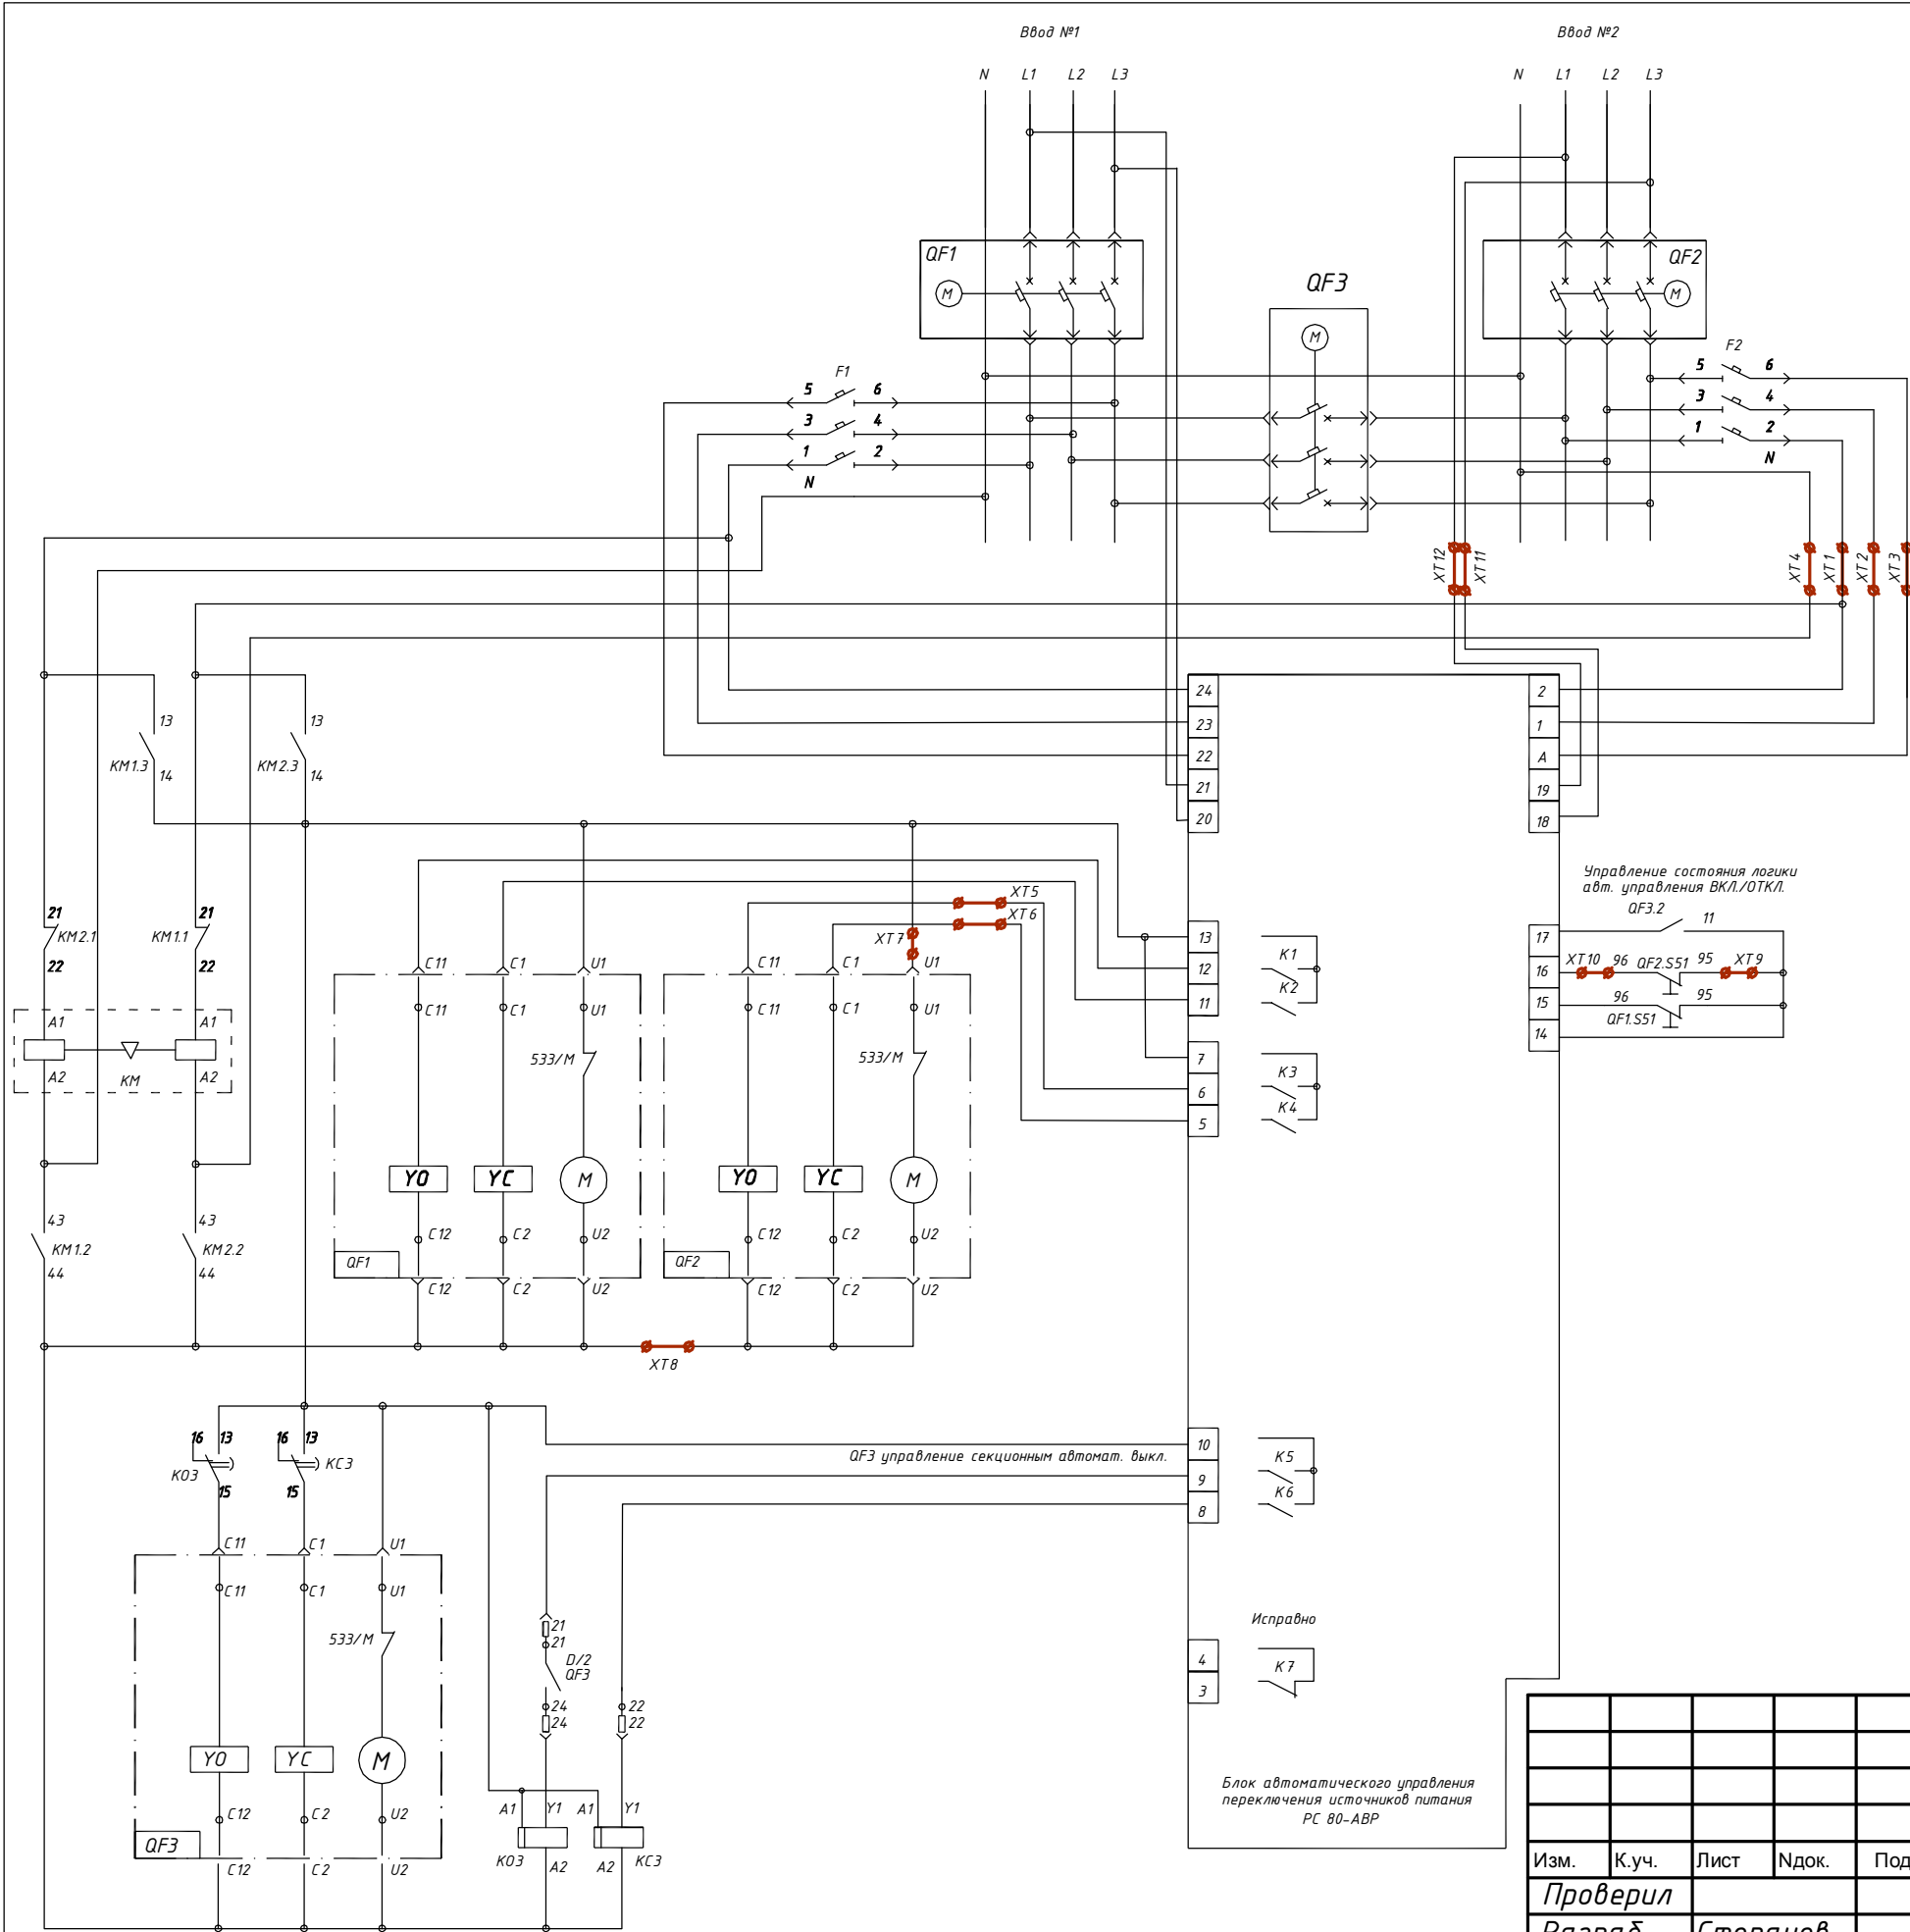 Ввод №1
Ввод №2
N L1 L2 L3
N L1 L2 L3
QF1
M
QF2
M
QF3
M
F1
5 6
3 4
1 2
N
F2
5 6
3 4
1 2
N
XT12
XT11
XT4
XT1
XT2
XT3
13
KM1.3
14
13
KM2.3
14
24
23
22
21
20
2
1
A
19
18
Управление состояния логики
авт. управления ВКЛ./ОТКЛ.
QF3.2 11
17
16
15
14
XT10 96 QF2.S51 95 XT9
96 95
QF1.S51
XT5
XT6
XT7
21
KM2.1
22
21
KM1.1
22
A1
A2
KM
A1
A2
C11 C1 U1
C11 C1 U1
533/M
YO YC M
C12 C2 U2
QF1
C12 C2 U2
C11 C1 U1
C11 C1 U1
533/M
YO YC M
C12 C2 U2
QF2
C12 C2 U2
13
12
11
K1
K2
7
6
5
K3
K4
43
KM1.2
44
43
KM2.2
44
XT8
16 13
KO3
15
16 13
KC3
15
QF3 управление секционным автомат. выкл.
10
9
8
K5
K6
C11 C1 U1
C11 C1 U1
533/M
YO YC M
C12 C2 U2
QF3
C12 C2 U2
21
21
D/2
QF3
24
24
22
22
A1 Y1
KO3 A2
A1 Y1
A2 KC3
Исправно
4
3
K7
Блок автоматического управления
переключения источников питания
РС 80-АВР
Изм. К.уч. Лист Nдок. Под
Проверил